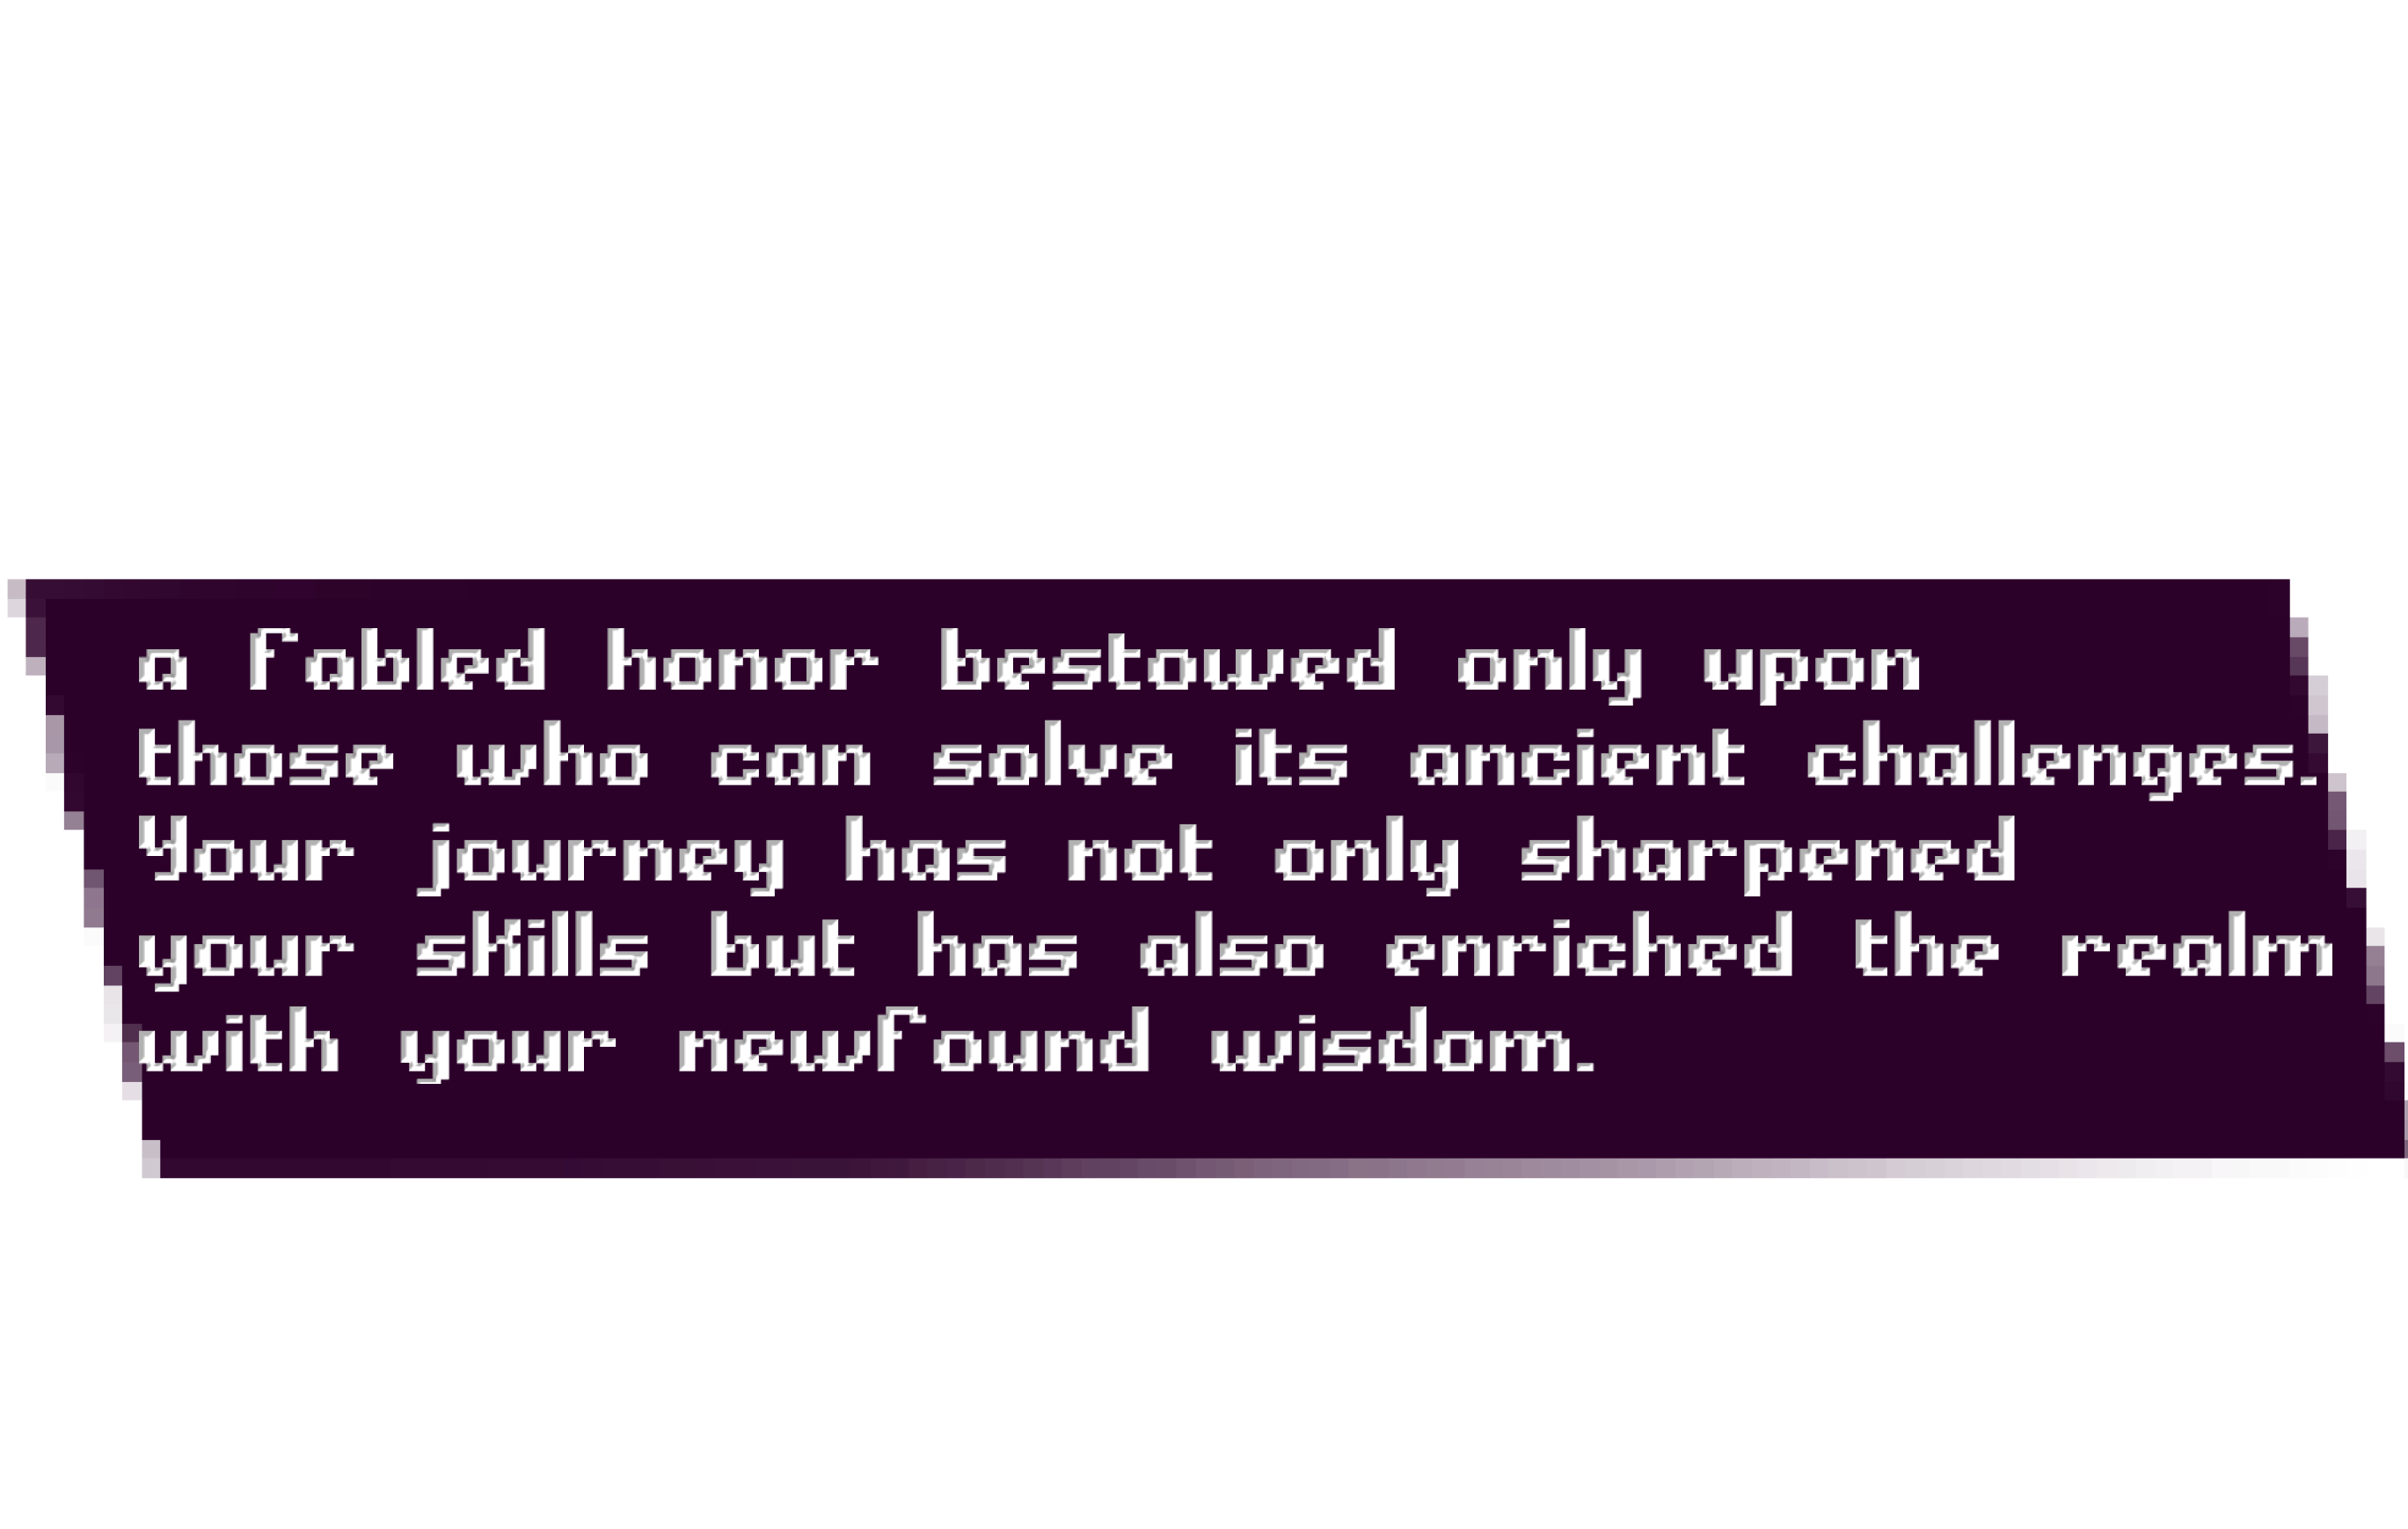 a fabled honor bestowed only upon
those who can solve its ancient challenges.
Your journey has not only sharpened
your skills but has also enriched the realm
with your newfound wisdom.